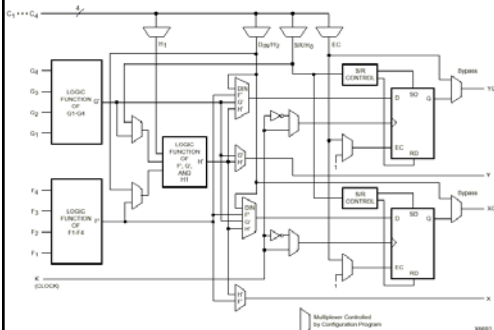 C1 ... C4
4
H1
DIN/H2
SR/H0
EC
G4
G3
G2
G1
LOGIC
FUNCTION
OF
G1-G4
G'
DIN
F'
G'
H'
S/R
CONTROL
Bypass
D
SD
Q
YQ
LOGIC
FUNCTION
OF
F', G',
AND
H1
H'
G'
H'
EC
RD
1
Y
F4
F3
F2
F1
LOGIC
FUNCTION
OF
F1-F4
F'
DIN
F'
G'
H'
S/R
CONTROL
Bypass
D
SD
Q
XQ
EC
RD
1
K
(CLOCK)
H'
F'
X
Multiplexer Controlled
by Configuration Program